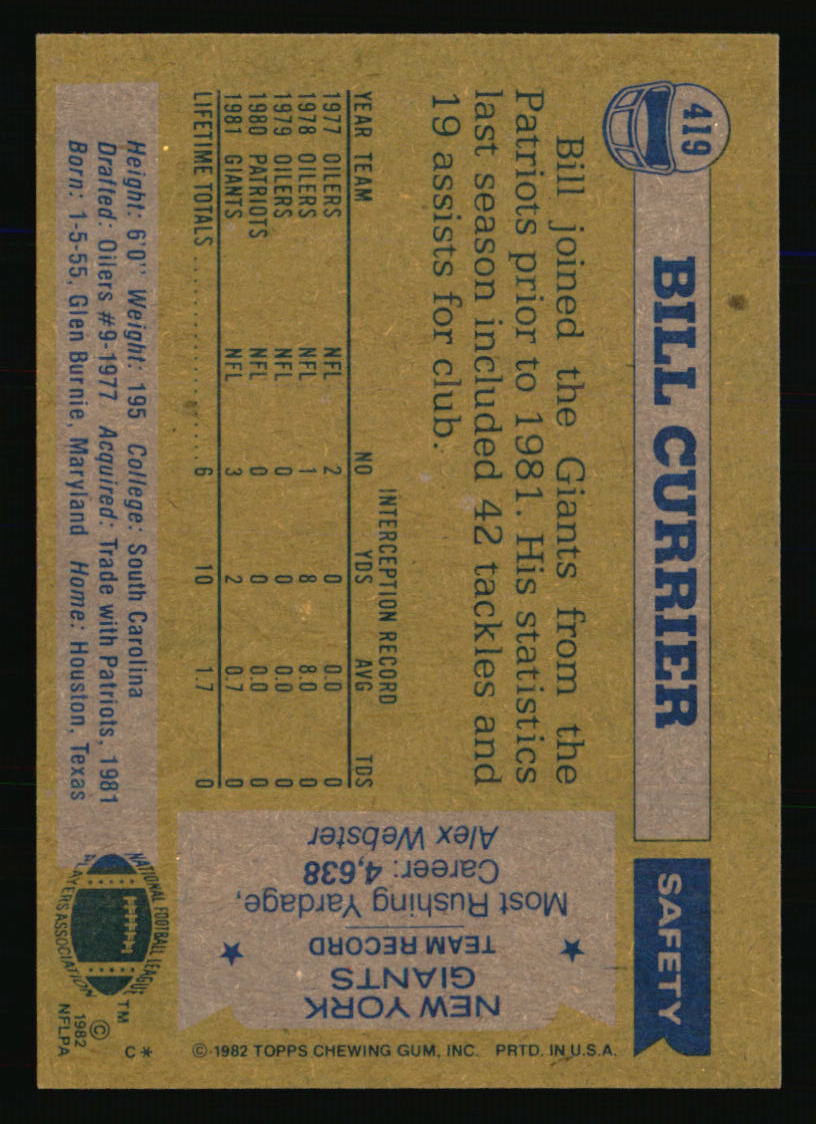 419
BILL CURRIER
SAFETY
Bill joined the Giants from the
Patriots prior to 1981. His statistics
last season included 42 tackles and
19 assists for club.
INTERCEPTION RECORD
YEAR TEAM NO YDS AVG TDS
1977 OILERS NFL 2 0 0.0 0
1978 OILERS NFL 1 8 8.0 0
1979 OILERS NFL 0 0 0.0 0
1980 PATRIOTS NFL 0 0 0.0 0
1981 GIANTS NFL 3 2 0.7 0
LIFETIME TOTALS .................... 6 10 1.7 0
Height: 6'0" Weight: 195 College: South Carolina
Drafted: Oilers #9-1977 Acquired: Trade with Patriots, 1981
Born: 1-5-55, Glen Burnie, Maryland Home: Houston, Texas
NEW YORK
GIANTS
TEAM RECORD
Most Rushing Yardage,
Career: 4,638
Alex Webster
NATIONAL FOOTBALL LEAGUE
PLAYERS ASSOCIATION
TM
© 1982
NFLPA
C*
© 1982 TOPPS CHEWING GUM, INC. PRTD. IN U.S.A.